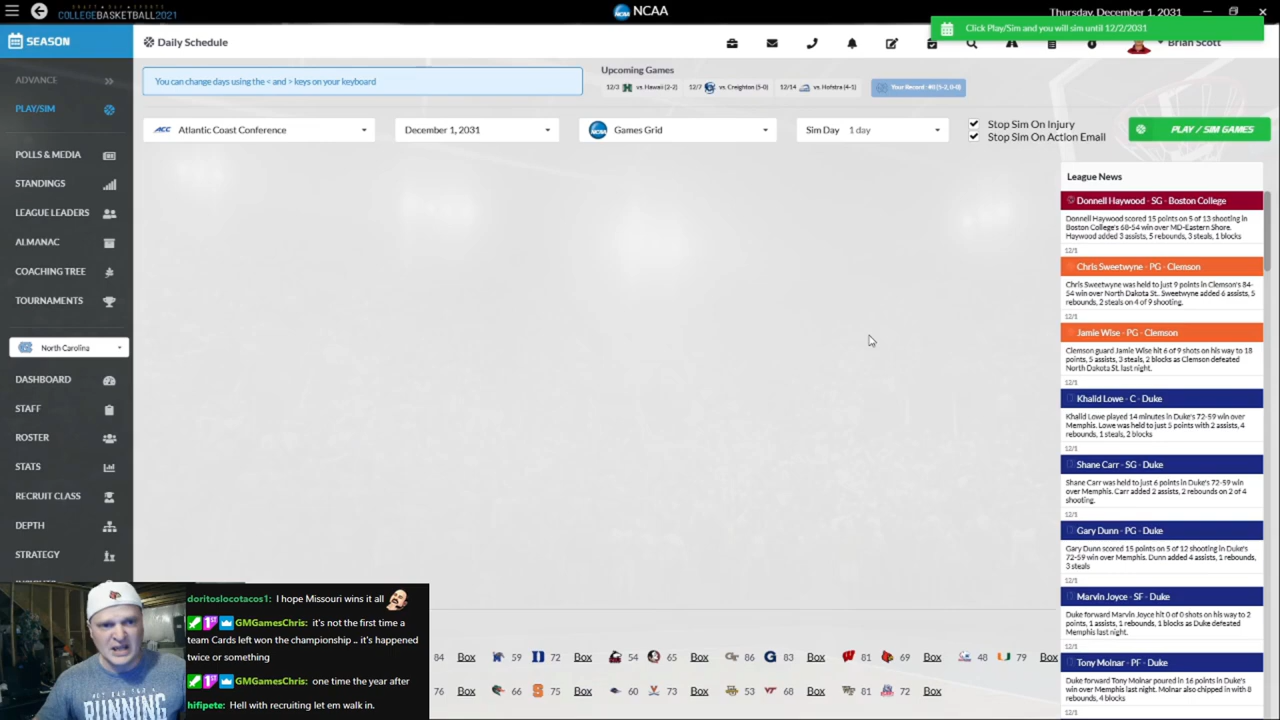 DRAFT DAY SPORTS
COLLEGEBASKETBALL2021
NCAA
Thursday, December 1, 2031
Click Play/Sim and you will sim until 12/2/2031
SEASON
Daily Schedule
Brian Scott
ADVANCE
PLAY/SIM
POLLS & MEDIA
STANDINGS
LEAGUE LEADERS
ALMANAC
COACHING TREE
TOURNAMENTS
North Carolina
DASHBOARD
STAFF
ROSTER
STATS
RECRUIT CLASS
DEPTH
STRATEGY
You can change days using the < and > keys on your keyboard
Upcoming Games
12/3 vs. Hawaii (2-2) 12/7 vs. Creighton (5-0) 12/14 vs. Hofstra (4-1)
Atlantic Coast Conference
December 1, 2031
Games Grid
Sim Day 1 day
Stop Sim On Injury
Stop Sim On Action Email
PLAY / SIM GAMES
League News
Donnell Haywood - SG - Boston College
Donnell Haywood scored 15 points on 5 of 13 shooting in
Boston College's 68-54 win over MD-Eastern Shore.
Haywood added 3 assists, 5 rebounds, 3 steals, 1 blocks
12/1
Chris Sweetwyne - PG - Clemson
Chris Sweetwyne was held to just 9 points in Clemson's 84-
54 win over North Dakota St.. Sweetwyne added 6 assists, 5
rebounds, 2 steals on 4 of 9 shooting.
12/1
Jamie Wise - PG - Clemson
Clemson guard Jamie Wise hit 6 of 9 shots on his way to 18
points, 5 assists, 3 steals, 2 blocks as Clemson defeated
North Dakota St. last night.
12/1
Khalid Lowe - C - Duke
Khalid Lowe played 14 minutes in Duke's 72-59 win over
Memphis. Lowe was held to just 5 points with 2 assists, 4
rebounds, 1 steals, 2 blocks
12/1
Shane Carr - SG - Duke
Shane Carr was held to just 6 points in Duke's 72-59 win
over Memphis. Carr added 2 assists, 2 rebounds on 2 of 4
shooting.
12/1
Gary Dunn - PG - Duke
Gary Dunn scored 15 points on 5 of 12 shooting in Duke's
72-59 win over Memphis. Dunn added 4 assists, 1 rebounds,
3 steals
12/1
Marvin Joyce - SF - Duke
Duke forward Marvin Joyce hit 0 of 0 shots on his way to 2
points, 1 assists, 1 rebounds, 1 blocks as Duke defeated
Memphis last night.
12/1
Tony Molnar - PF - Duke
Duke forward Tony Molnar poured in 16 points in Duke's
win over Memphis last night. Molnar also chipped in with 8
rebounds, 4 blocks
12/1
doritoslocotacos1: I hope Missouri wins it all
GMGamesChris: it's not the first time a
team Cards left won the championship .. it's happened
twice or something
GMGamesChris: one time the year after
hifipete: Hell with recruiting let em walk in.
84 Box 59 72 Box 54 65 Box 86 83 Box 81 69 Box 48 79 Box
76 Box 66 75 Box 60 73 Box 53 68 Box 81 72 Box
RUNNING